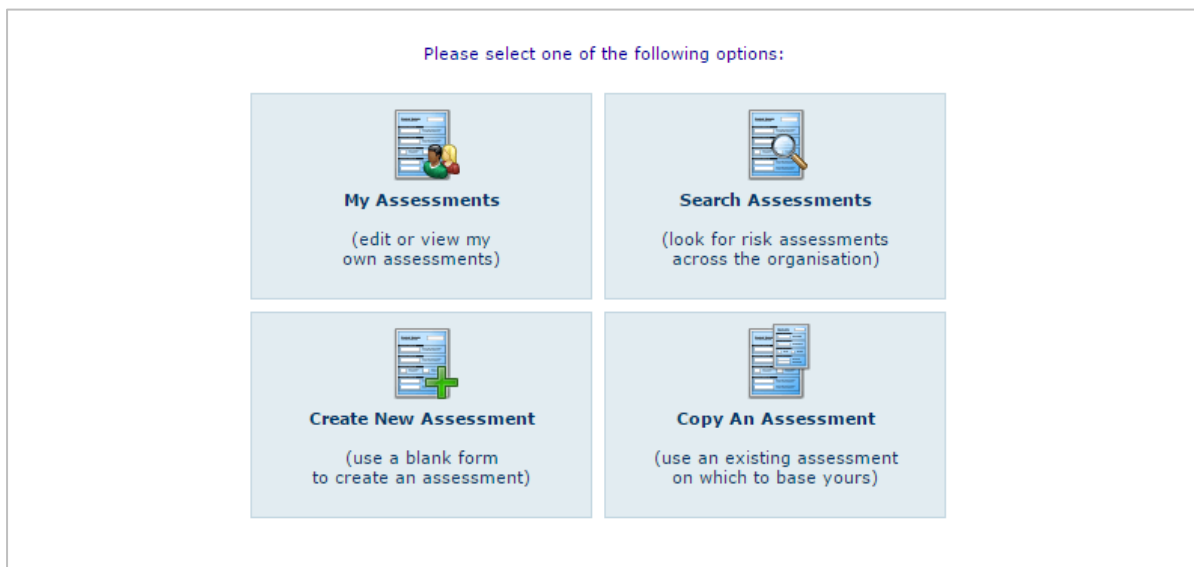 Please select one of the following options:
My Assessments
(edit or view my
own assessments)
Search Assessments
(look for risk assessments
across the organisation)
Create New Assessment
(use a blank form
to create an assessment)
Copy An Assessment
(use an existing assessment
on which to base yours)